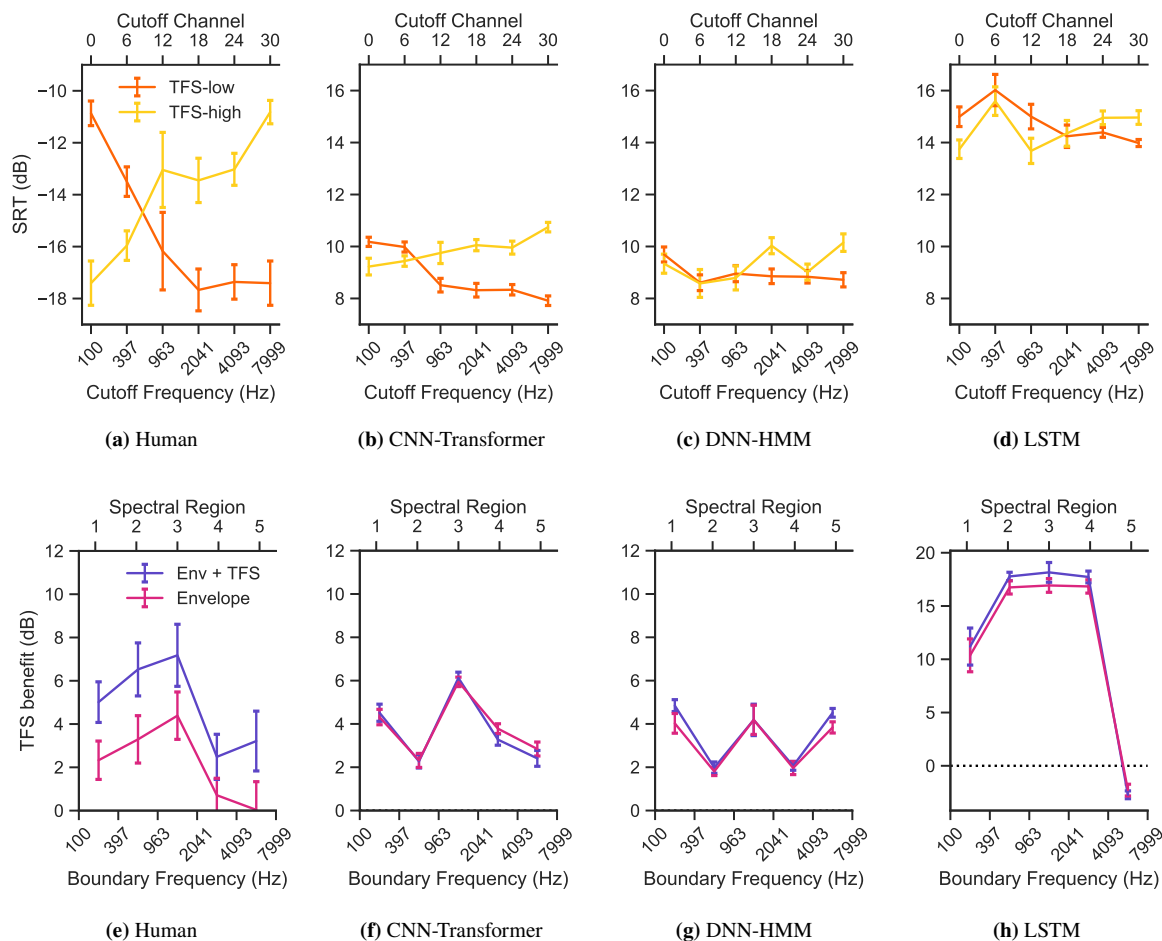 Cutoff Channel Cutoff Channel Cutoff Channel Cutoff Channel
0 6 12 18 24 30 0 6 12 18 24 30 0 6 12 18 24 30 0 6 12 18 24 30
−10 16 16 16
TFS-low
TFS-high
−12 14 14 14
SRT (dB)
−14 12 12 12
−16 10 10 10
−18 8 8 8
100 397 963 2041 4093 7999 100 397 963 2041 4093 7999 100 397 963 2041 4093 7999 100 397 963 2041 4093 7999
Cutoff Frequency (Hz) Cutoff Frequency (Hz) Cutoff Frequency (Hz) Cutoff Frequency (Hz)
(a) Human (b) CNN-Transformer (c) DNN-HMM (d) LSTM
Spectral Region Spectral Region Spectral Region Spectral Region
1 2 3 4 5 1 2 3 4 5 1 2 3 4 5 1 2 3 4 5
12 12 12 20
Env + TFS
Envelope
10 10 10 15
8 8 8 10
TFS benefit (dB)
6 6 6 5
4 4 4 0
2 2 2
0 0 0
100 397 963 2041 4093 7999 100 397 963 2041 4093 7999 100 397 963 2041 4093 7999 100 397 963 2041 4093 7999
Boundary Frequency (Hz) Boundary Frequency (Hz) Boundary Frequency (Hz) Boundary Frequency (Hz)
(e) Human (f) CNN-Transformer (g) DNN-HMM (h) LSTM